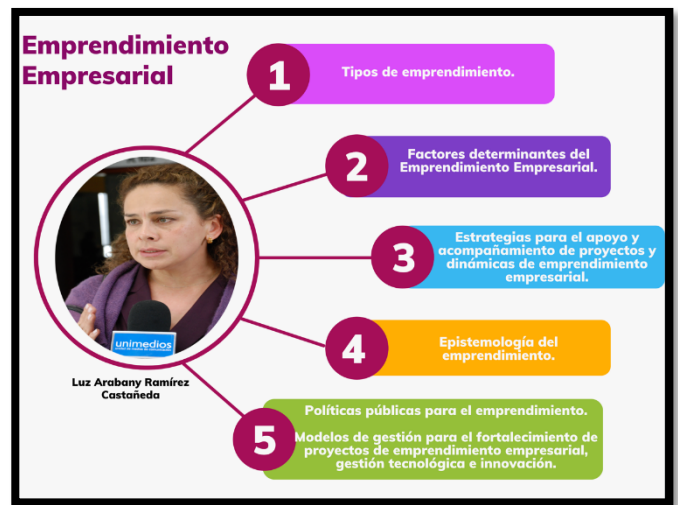 Emprendimiento
Empresarial
1
Tipos de emprendimiento.
2
Factores determinantes del
Emprendimiento Empresarial.
3
Estrategias para el apoyo y
acompañamiento de proyectos y
dinámicas de emprendimiento
empresarial.
4
Epistemología del
emprendimiento.
5
Políticas públicas para el emprendimiento.
Modelos de gestión para el fortalecimiento de
proyectos de emprendimiento empresarial,
gestión tecnológica e innovación.
unimedios
Luz Arabany Ramírez
Castañeda